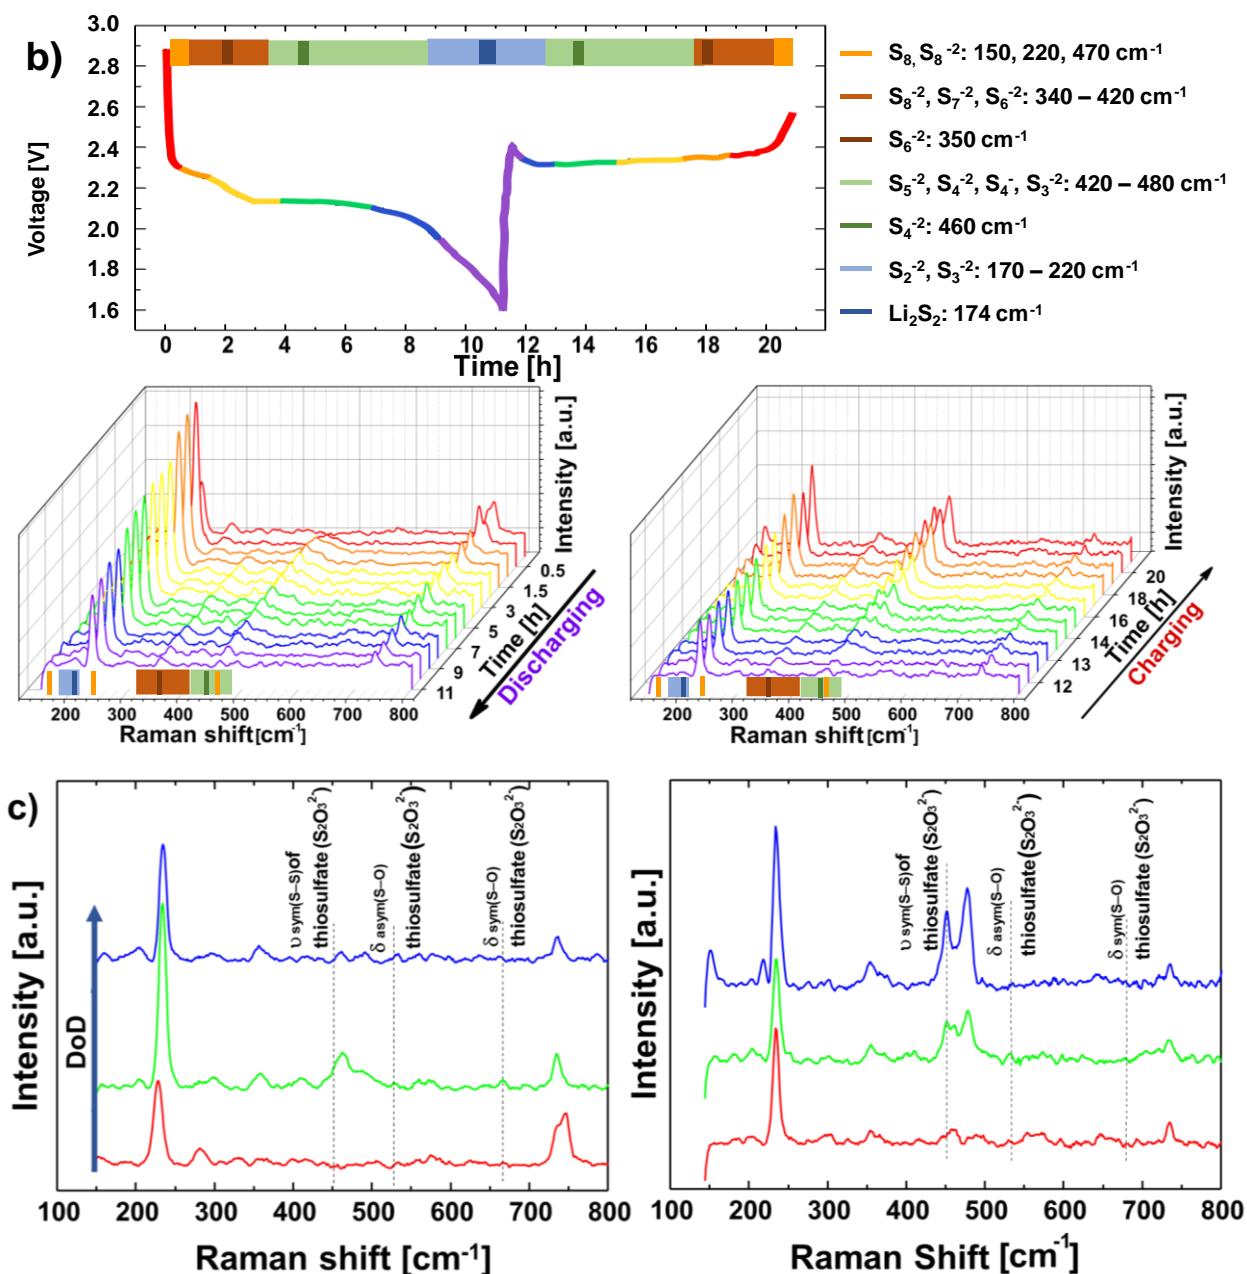 b)
3.0
2.8
2.6
2.4
2.2
2.0
1.8
1.6
Voltage [V]
0 2 4 6 8 10 12 14 16 18 20
Time [h]
S8, S8-2: 150, 220, 470 cm-1
S8-2, S7-2, S6-2: 340 – 420 cm-1
S6-2: 350 cm-1
S5-2, S4-2, S4-, S3-2: 420 – 480 cm-1
S4-2: 460 cm-1
S2-2, S3-2: 170 – 220 cm-1
Li2S2: 174 cm-1
Intensity [a.u.]
0.5
1.5
3
5
7
9
11
Time [h]
Discharging
200 300 400 500 600 700 800
Raman shift[cm-1]
Intensity [a.u.]
20
18
16
14
13
12
Time [h]
Charging
200 300 400 500 600 700 800
Raman shift[cm-1]
c)
Intensity [a.u.]
DoD
υ sym(S–S)of
thiosulfate (S2O3 2-)
δ asym(S–O)
thiosulfate (S2O3 2-)
δ sym(S–O)
thiosulfate (S2O3 2-)
100 200 300 400 500 600 700 800
Raman shift [cm-1]
Intensity [a.u.]
υ sym(S–S)of
thiosulfate (S2O3 2-)
δ asym(S–O)
thiosulfate (S2O3 2-)
δ sym(S–O)
thiosulfate (S2O3 2-)
100 200 300 400 500 600 700 800
Raman Shift [cm-1]